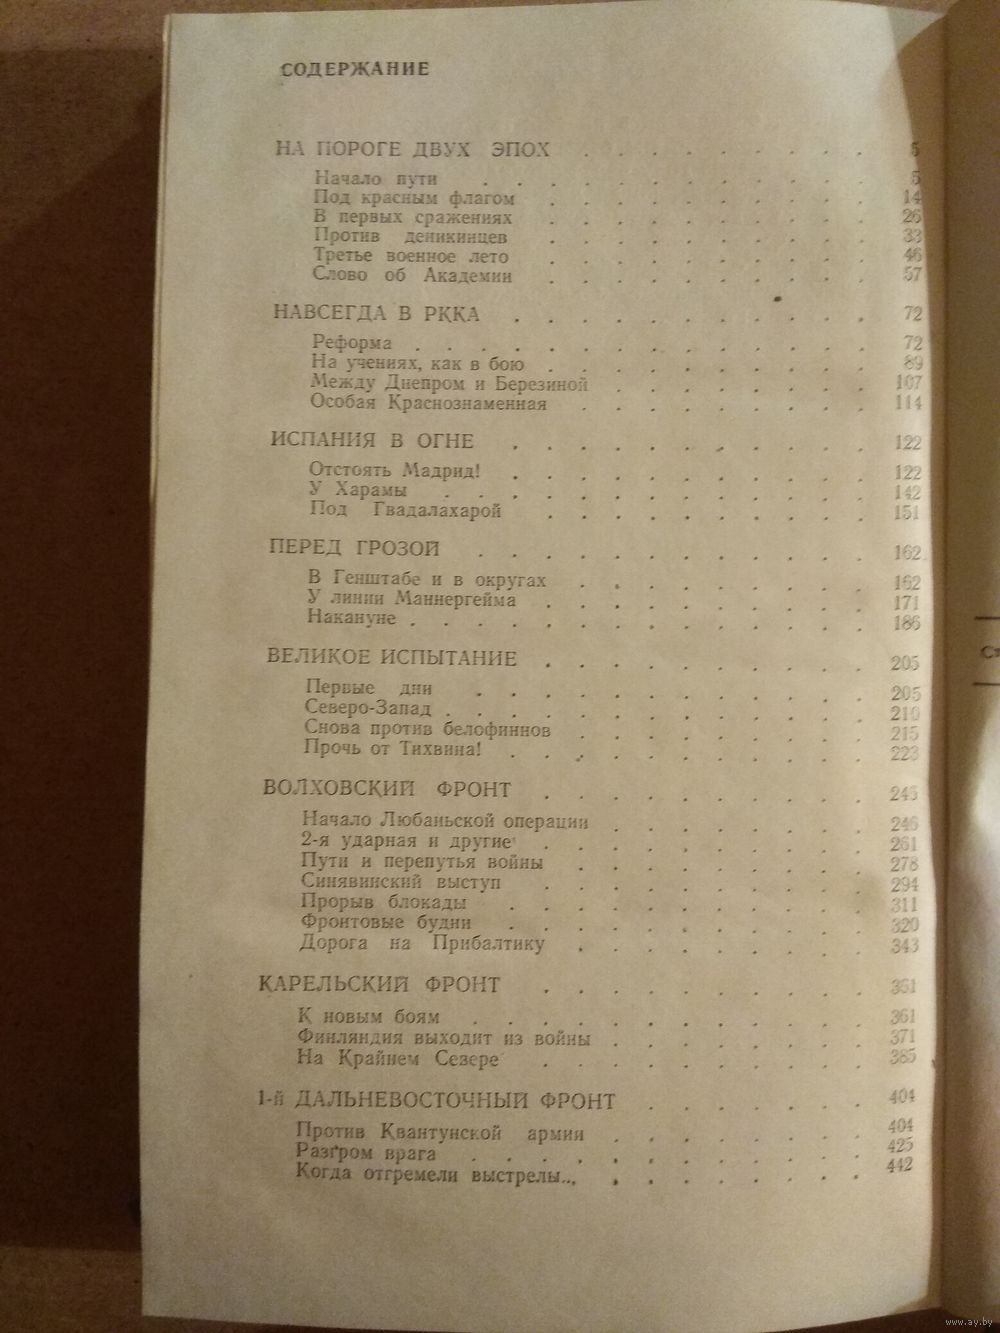 СОДЕРЖАНИЕ
НА ПОРОГЕ ДВУХ ЭПОХ . . . . . . . . . 5
Начало пути . . . . . . . . . . . . 5
Под красным флагом . . . . . . . . . . 14
В первых сражениях . . . . . . . . . . 26
Против деникинцев . . . . . . . . . . 33
Третье военное лето . . . . . . . . . . 46
Слово об Академии . . . . . . . . . . 57
НАВСЕГДА В РККА . . . . . . . . . . . 72
Реформа . . . . . . . . . . . . . . 72
На учениях, как в бою . . . . . . . . . . 89
Между Днепром и Березиной . . . . . . . . 107
Особая Краснознаменная . . . . . . . . . 114
ИСПАНИЯ В ОГНЕ . . . . . . . . . . . 122
Отстоять Мадрид! . . . . . . . . . . . 122
У Харамы . . . . . . . . . . . . . 142
Под Гвадалахарой . . . . . . . . . . 151
ПЕРЕД ГРОЗОЙ . . . . . . . . . . . . 162
В Генштабе и в округах . . . . . . . . . 162
У линии Маннергейма . . . . . . . . . . 171
Накануне . . . . . . . . . . . . . . 186
ВЕЛИКОЕ ИСПЫТАНИЕ . . . . . . . . . . 205
Первые дни . . . . . . . . . . . . 205
Северо-Запад . . . . . . . . . . . . . 210
Снова против белофиннов . . . . . . . . . 215
Прочь от Тихвина! . . . . . . . . . . . 223
ВОЛХОВСКИЙ ФРОНТ . . . . . . . . . . 245
Начало Любаньской операции . . . . . . . . 246
2-я ударная и другие . . . . . . . . . . 261
Пути и перепутья войны . . . . . . . . . 278
Синявинский выступ . . . . . . . . . . 294
Прорыв блокады . . . . . . . . . . . 311
Фронтовые будни . . . . . . . . . . . 320
Дорога на Прибалтику . . . . . . . . . 343
КАРЕЛЬСКИЙ ФРОНТ . . . . . . . . . . 361
К новым боям . . . . . . . . . . . . 361
Финляндия выходит из войны . . . . . . . . 371
На Крайнем Севере . . . . . . . . . . 385
1-й ДАЛЬНЕВОСТОЧНЫЙ ФРОНТ . . . . . . . 404
Против Квантунской армии . . . . . . . . 404
Разгром врага . . . . . . . . . . . . 425
Когда отгремели выстрелы... . . . . . . . . 442
www.ay.by